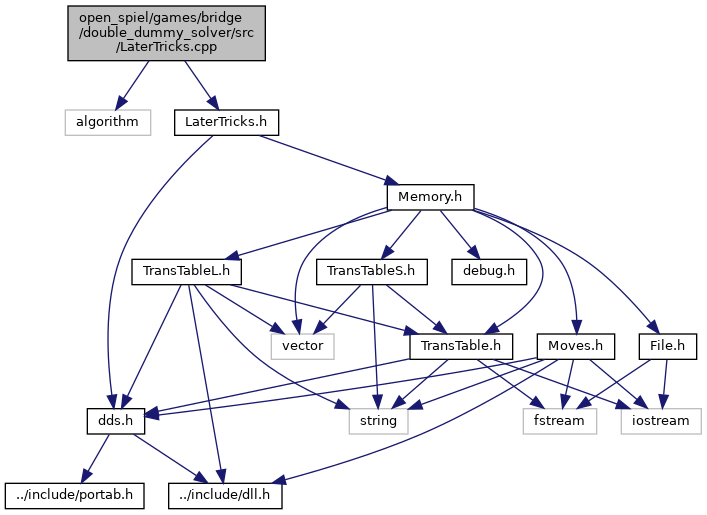 open_spiel/games/bridge
/double_dummy_solver/src
/LaterTricks.cpp
algorithm
LaterTricks.h
Memory.h
TransTableL.h
TransTableS.h
debug.h
vector
TransTable.h
Moves.h
File.h
dds.h
string
fstream
iostream
../include/portab.h
../include/dll.h